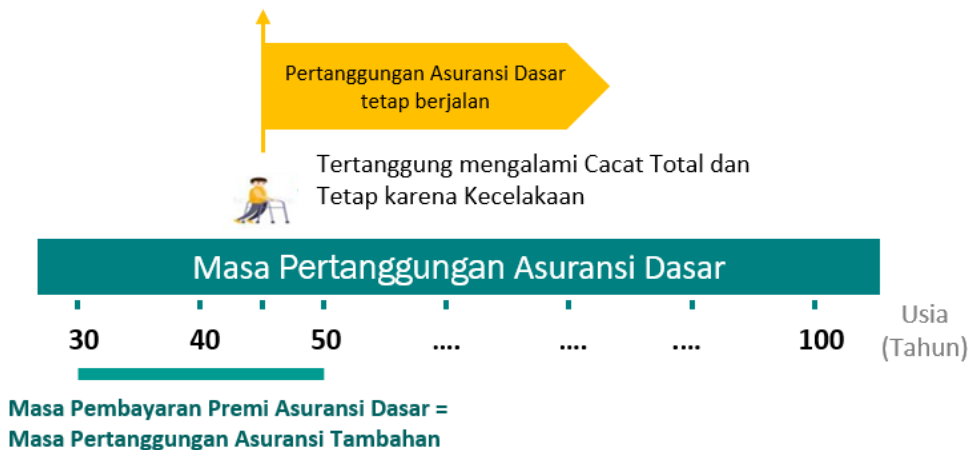 Pertanggungan Asuransi Dasar
tetap berjalan
Tertanggung mengalami Cacat Total dan
Tetap karena Kecelakaan
Masa Pertanggungan Asuransi Dasar
30 40 50 .... .... .... 100
Usia
(Tahun)
Masa Pembayaran Premi Asuransi Dasar =
Masa Pertanggungan Asuransi Tambahan